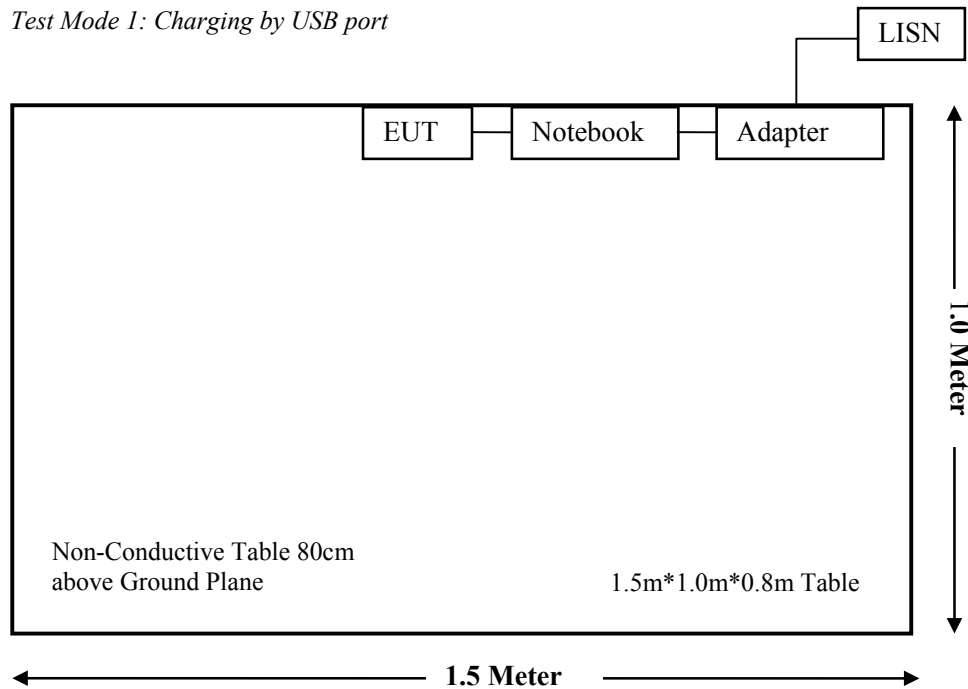 Test Mode 1: Charging by USB port
LISN
EUT
Notebook
Adapter
1.0 Meter
Non-Conductive Table 80cm
above Ground Plane
1.5m*1.0m*0.8m Table
1.5 Meter